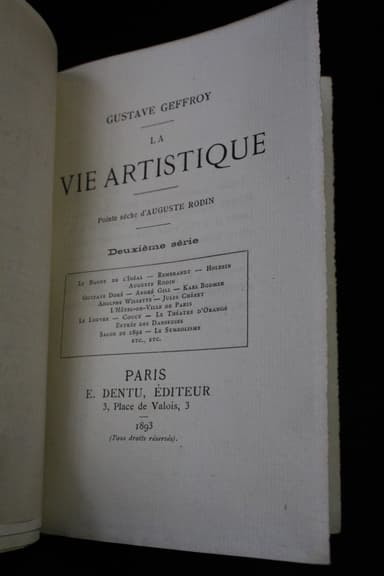 GUSTAVE GEFFROY
LA
VIE ARTISTIQUE
Pointe sèche d'AUGUSTE RODIN
Deuxième série
LE MUSÉE DE L'IDÉAL — REMBRANDT — HOLBEIN
AUGUSTE RODIN
GUSTAVE DORÉ — ANDRÉ GILL — KARL BODMER
ADOLPHE WILLETTE — JULES CHÉRET
L'HÔTEL-DE-VILLE DE PARIS
LE LOUVRE — COUCY — LE THÉATRE D'ORANGE
ENTRÉE DES DANSEUSES
SALON DE 1892 — LE SYMBOLISME
ETC., ETC.
PARIS
E. DENTU, ÉDITEUR
3, Place de Valois, 3
1893
(Tous droits réservés).